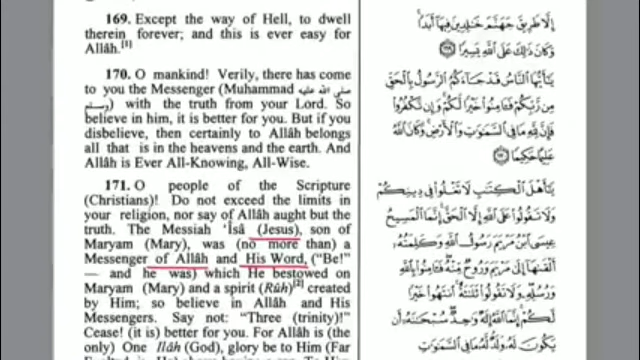 169. Except the way of Hell, to dwell
therein forever; and this is ever easy for
Allâh.[1]
170. O mankind! Verily, there has come
to you the Messenger (Muhammad صلى الله عليه
وسلم) with the truth from your Lord. So
believe in him, it is better for you. But if you
disbelieve, then certainly to Allâh belongs
all that is in the heavens and the earth. And
Allâh is Ever All-Knowing, All-Wise.
171. O people of the Scripture
(Christians)! Do not exceed the limits in
your religion, nor say of Allâh aught but the
truth. The Messiah 'Îsâ (Jesus), son of
Maryam (Mary), was (no more than) a
Messenger of Allâh and His Word, ("Be!"
— and he was) which He bestowed on
Maryam (Mary) and a spirit (Rûh)[2] created
by Him; so believe in Allâh and His
Messengers. Say not: "Three (trinity)!"
Cease! (it is) better for you. For Allâh is (the
only) One Ilâh (God), glory be to Him (Far
إِلَّا طَرِيقَ جَهَنَّمَ خَٰلِدِينَ فِيهَآ أَبَدًا
وَكَانَ ذَٰلِكَ عَلَى ٱللَّهِ يَسِيرًا
يَٰٓأَيُّهَا ٱلنَّاسُ قَدْ جَآءَكُمُ ٱلرَّسُولُ بِٱلْحَقِّ
مِن رَّبِّكُمْ فَـَٔامِنُوا۟ خَيْرًا لَّكُمْ وَإِن تَكْفُرُوا۟
فَإِنَّ لِلَّهِ مَا فِى ٱلسَّمَٰوَٰتِ وَٱلْأَرْضِ وَكَانَ ٱللَّهُ
عَلِيمًا حَكِيمًا
يَٰٓأَهْلَ ٱلْكِتَٰبِ لَا تَغْلُوا۟ فِى دِينِكُمْ
وَلَا تَقُولُوا۟ عَلَى ٱللَّهِ إِلَّا ٱلْحَقَّ إِنَّمَا ٱلْمَسِيحُ
عِيسَى ٱبْنُ مَرْيَمَ رَسُولُ ٱللَّهِ وَكَلِمَتُهُۥٓ
أَلْقَىٰهَآ إِلَىٰ مَرْيَمَ وَرُوحٌ مِّنْهُ فَـَٔامِنُوا۟ بِٱللَّهِ
وَرُسُلِهِۦ وَلَا تَقُولُوا۟ ثَلَٰثَةٌ ٱنتَهُوا۟ خَيْرًا
لَّكُمْ إِنَّمَا ٱللَّهُ إِلَٰهٌ وَٰحِدٌ سُبْحَٰنَهُۥٓ أَن
يَكُونَ لَهُۥ وَلَدٌ لَّهُۥ مَا فِى ٱلسَّمَٰوَٰتِ